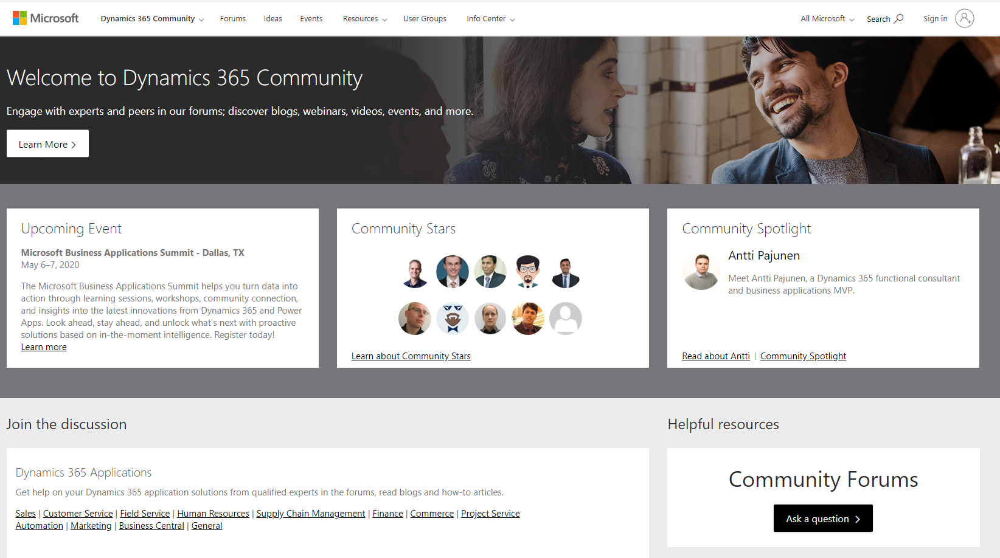 Microsoft
Dynamics 365 Community
Forums
Ideas
Events
Resources
User Groups
Info Center
All Microsoft
Search
Sign in
Welcome to Dynamics 365 Community
Engage with experts and peers in our forums; discover blogs, webinars, videos, events, and more.
Learn More
Upcoming Event
Microsoft Business Applications Summit - Dallas, TX
May 6–7, 2020
The Microsoft Business Applications Summit helps you turn data into
action through learning sessions, workshops, community connection,
and insights into the latest innovations from Dynamics 365 and Power
Apps. Look ahead, stay ahead, and unlock what's next with proactive
solutions based on in-the-moment intelligence. Register today!
Learn more
Community Stars
Learn about Community Stars
Community Spotlight
Antti Pajunen
Meet Antti Pajunen, a Dynamics 365 functional consultant
and business applications MVP.
Read about Antti | Community Spotlight
Join the discussion
Dynamics 365 Applications
Get help on your Dynamics 365 application solutions from qualified experts in the forums, read blogs and how-to articles.
Sales | Customer Service | Field Service | Human Resources | Supply Chain Management | Finance | Commerce | Project Service
Automation | Marketing | Business Central | General
Helpful resources
Community Forums
Ask a question